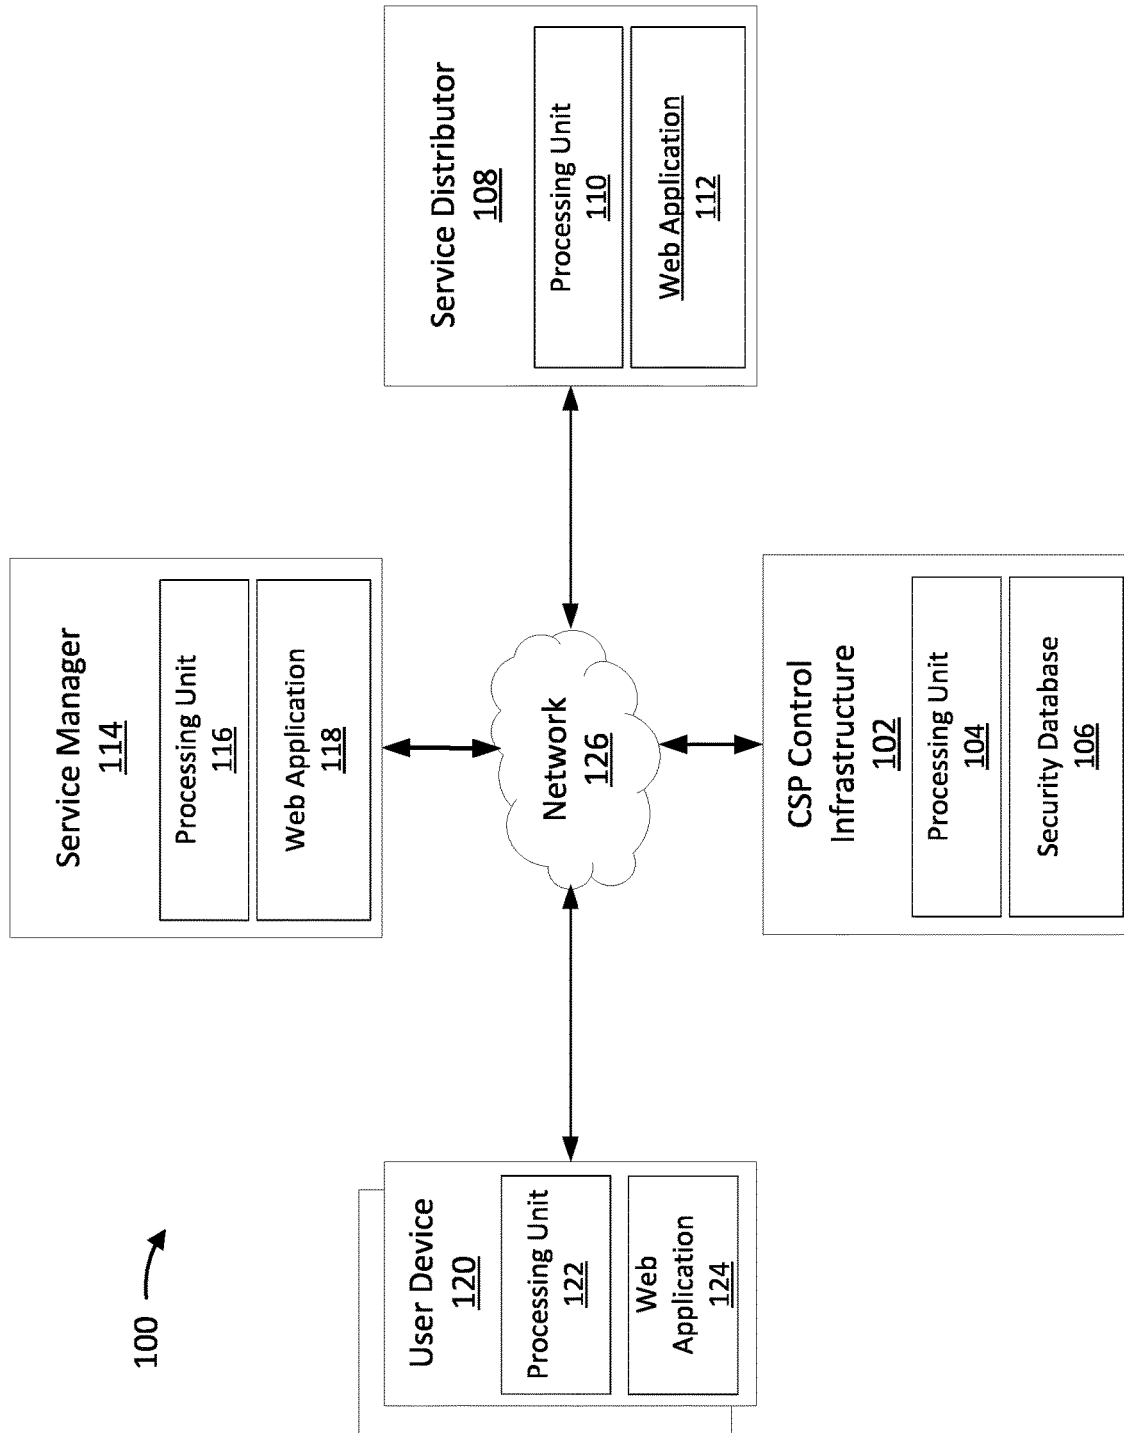 100
User Device
120
Processing Unit
122
Web
Application
124
Service Manager
114
Processing Unit
116
Web Application
118
Network
126
CSP Control
Infrastructure
102
Processing Unit
104
Security Database
106
Service Distributor
108
Processing Unit
110
Web Application
112